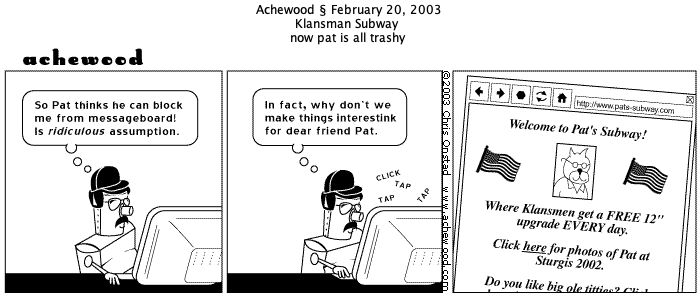 Achewood § February 20, 2003
Klansman Subway
now pat is all trashy
achewood
So Pat thinks he can block
me from messageboard!
Is ridiculous assumption.
In fact, why don't we
make things interestink
for dear friend Pat.
CLICK
TAP
TAP
TAP
©2003 Chris Onstad www.achewood.com
http://www.pats-subway.com
Welcome to Pat's Subway!
Where Klansmen get a FREE 12"
upgrade EVERY day.
Click here for photos of Pat at
Sturgis 2002.
Do you like big ole titties? Click